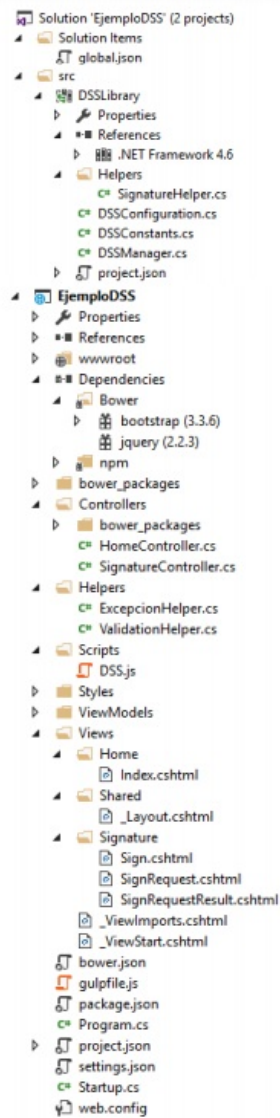 Solution 'EjemploDSS' (2 projects)
Solution Items
global.json
src
DSSLibrary
Properties
References
.NET Framework 4.6
Helpers
C# SignatureHelper.cs
C# DSSConfiguration.cs
C# DSSConstants.cs
C# DSSManager.cs
project.json
EjemploDSS
Properties
References
wwwroot
Dependencies
Bower
bootstrap (3.3.6)
jquery (2.2.3)
npm
bower_packages
Controllers
bower_packages
C# HomeController.cs
C# SignatureController.cs
Helpers
C# ExcepcionHelper.cs
C# ValidationHelper.cs
Scripts
DSS.js
Styles
ViewModels
Views
Home
Index.cshtml
Shared
_Layout.cshtml
Signature
Sign.cshtml
SignRequest.cshtml
SignRequestResult.cshtml
_ViewImports.cshtml
_ViewStart.cshtml
bower.json
gulpfile.js
package.json
C# Program.cs
project.json
settings.json
C# Startup.cs
web.config